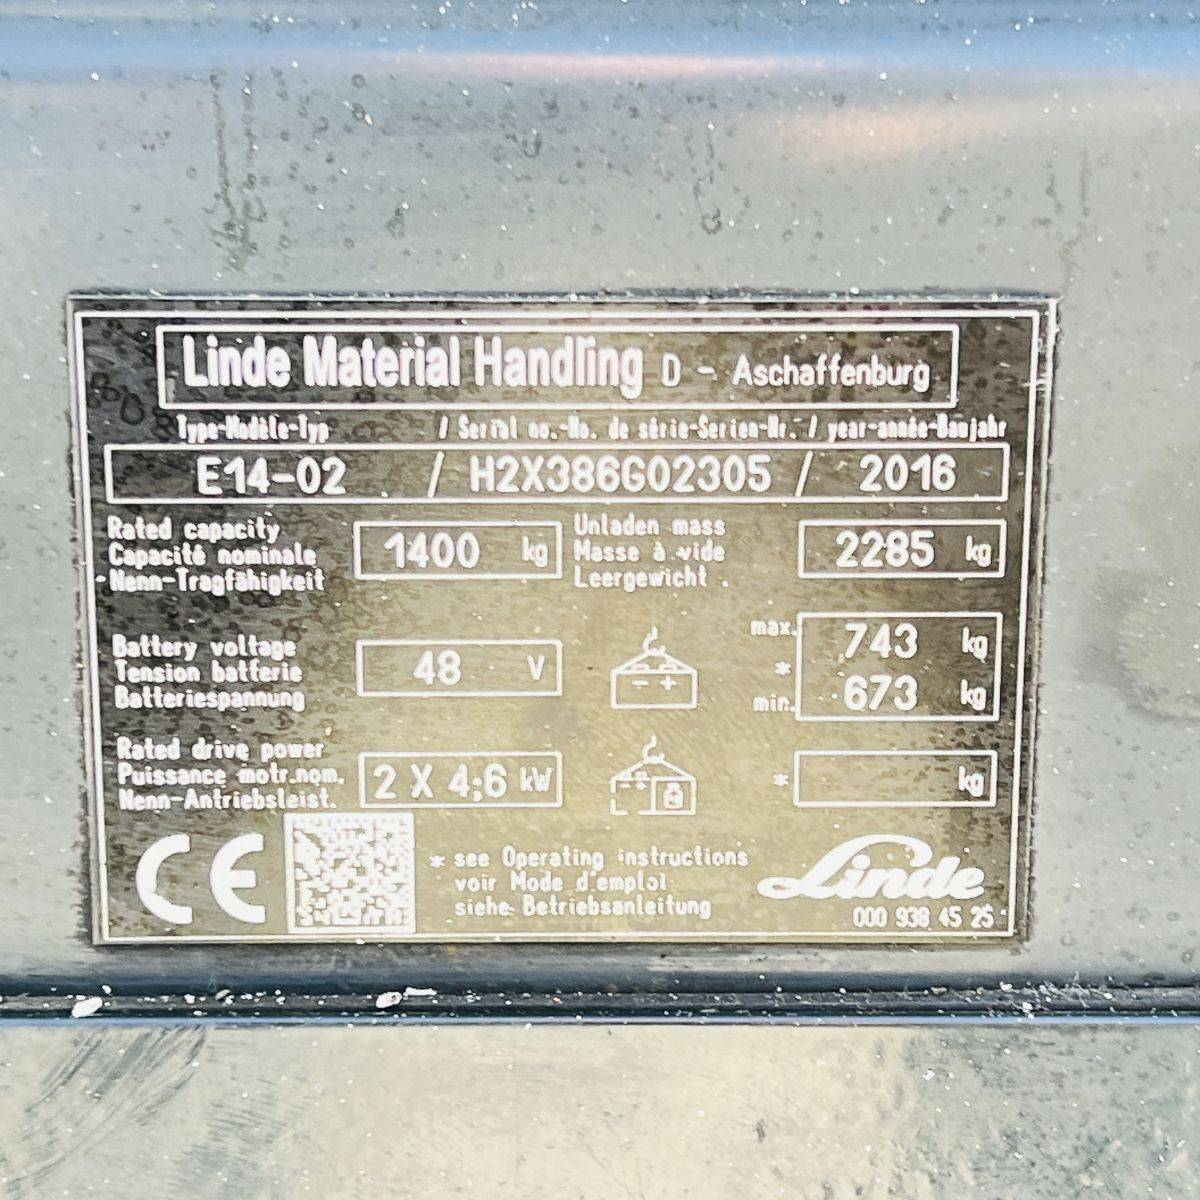 Linde Material Handling D - Aschaffenburg
Type-Modèle-Typ / Serial no.-No. de série-Serien-Nr. / year-année-Baujahr
E14-02 / H2X386G02305 / 2016
Rated capacity
Capacité nominale
Nenn-Tragfähigkeit
1400 kg
Unladen mass
Masse à vide
Leergewicht
2285 kg
Battery voltage
Tension batterie
Batteriespannung
48 V
max. 743 kg
*
min. 673 kg
Rated drive power
Puissance motr.nom.
Nenn-Antriebsleist.
2 X 4,6 kW
* kg
CE
* see Operating instructions
voir Mode d'emploi
siehe Betriebsanleitung
Linde
000 938 45 25